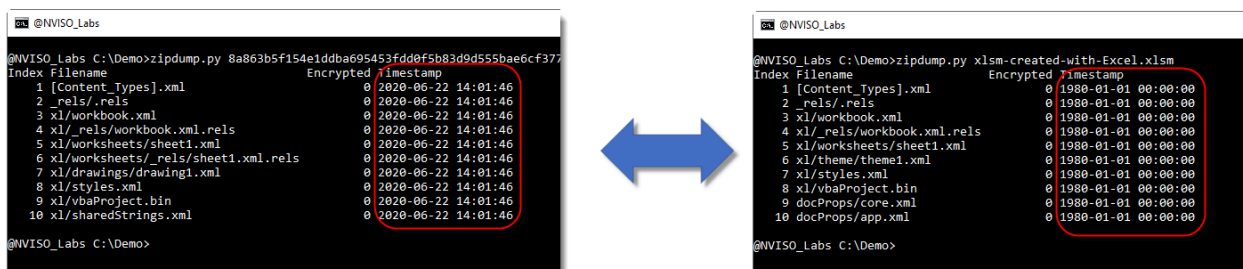 @NVISO_Labs
@NVISO_Labs C:\Demo>zipdump.py 8a863b5f154e1ddba695453fdd0f5b83d9d555bae6cf377
Index Filename Encrypted Timestamp
1 [Content_Types].xml 0 2020-06-22 14:01:46
2 _rels/.rels 0 2020-06-22 14:01:46
3 xl/workbook.xml 0 2020-06-22 14:01:46
4 xl/_rels/workbook.xml.rels 0 2020-06-22 14:01:46
5 xl/worksheets/sheet1.xml 0 2020-06-22 14:01:46
6 xl/worksheets/_rels/sheet1.xml.rels 0 2020-06-22 14:01:46
7 xl/drawings/drawing1.xml 0 2020-06-22 14:01:46
8 xl/styles.xml 0 2020-06-22 14:01:46
9 xl/vbaProject.bin 0 2020-06-22 14:01:46
10 xl/sharedStrings.xml 0 2020-06-22 14:01:46
@NVISO_Labs C:\Demo>
@NVISO_Labs
@NVISO_Labs C:\Demo>zipdump.py xlsm-created-with-Excel.xlsm
Index Filename Encrypted Timestamp
1 [Content_Types].xml 0 1980-01-01 00:00:00
2 _rels/.rels 0 1980-01-01 00:00:00
3 xl/workbook.xml 0 1980-01-01 00:00:00
4 xl/_rels/workbook.xml.rels 0 1980-01-01 00:00:00
5 xl/worksheets/sheet1.xml 0 1980-01-01 00:00:00
6 xl/theme/theme1.xml 0 1980-01-01 00:00:00
7 xl/styles.xml 0 1980-01-01 00:00:00
8 xl/vbaProject.bin 0 1980-01-01 00:00:00
9 docProps/core.xml 0 1980-01-01 00:00:00
10 docProps/app.xml 0 1980-01-01 00:00:00
@NVISO_Labs C:\Demo>